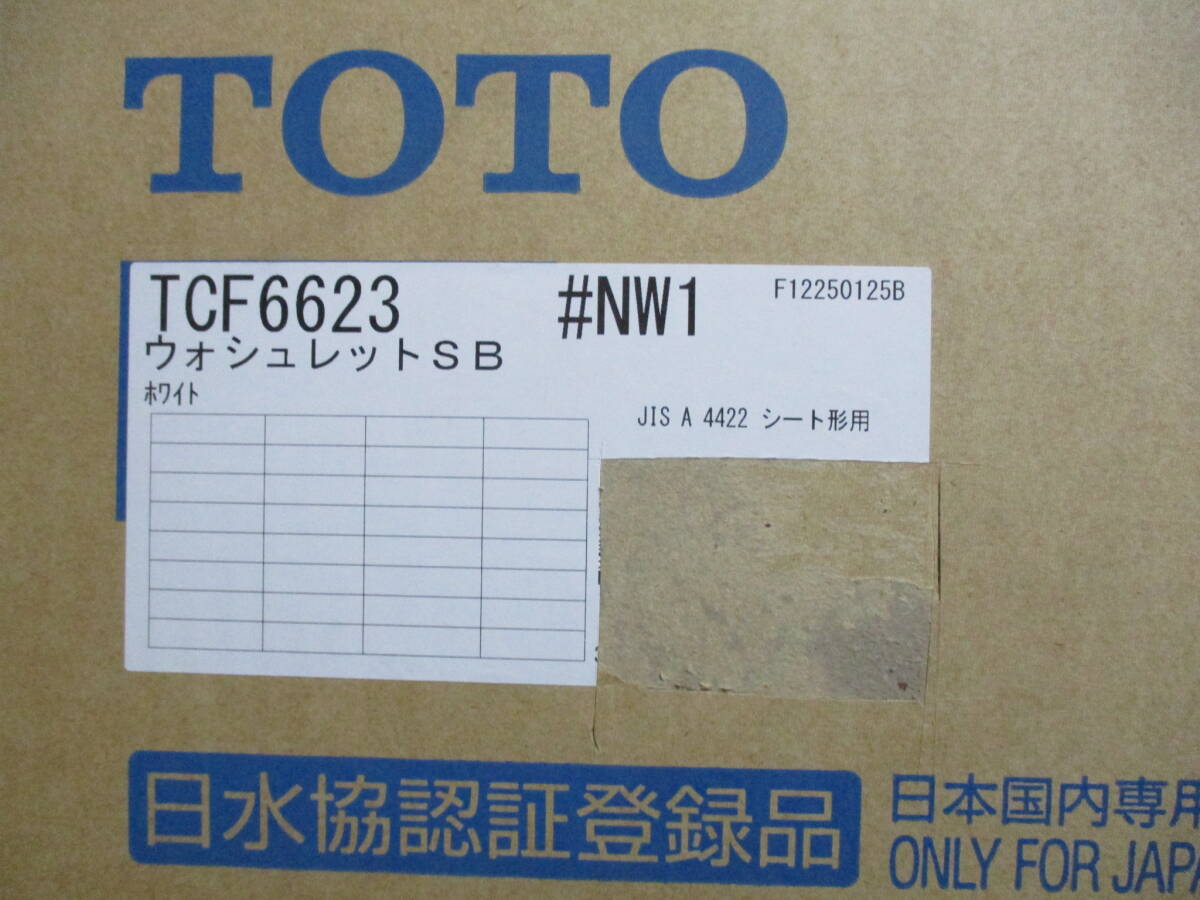 TOTO
TCF6623 #NW1 F12250125B
ウォシュレットＳＢ
ﾎﾜｲﾄ
JIS A 4422 シート形用
日水協認証登録品
日本国内専用
ONLY FOR JAPA